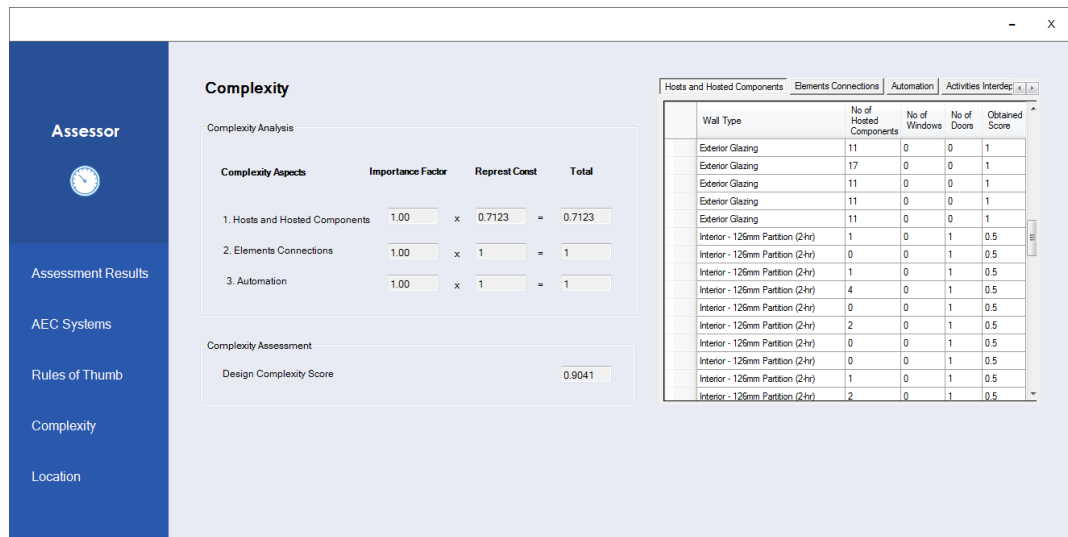 - X
Assessor
Assessment Results
AEC Systems
Rules of Thumb
Complexity
Location
Complexity
Complexity Analysis
Complexity Aspects Importance Factor Represt Const Total
1. Hosts and Hosted Components 1.00 x 0.7123 = 0.7123
2. Elements Connections 1.00 x 1 = 1
3. Automation 1.00 x 1 = 1
Complexity Assessment
Design Complexity Score 0.9041
Hosts and Hosted Components Elements Connections Automation Activities Interdep
Wall Type No of Hosted Components No of Windows No of Doors Obtained Score
Exterior Glazing 11 0 0 1
Exterior Glazing 17 0 0 1
Exterior Glazing 11 0 0 1
Exterior Glazing 11 0 0 1
Exterior Glazing 11 0 0 1
Interior - 126mm Partition (2-hr) 1 0 1 0.5
Interior - 126mm Partition (2-hr) 0 0 1 0.5
Interior - 126mm Partition (2-hr) 1 0 1 0.5
Interior - 126mm Partition (2-hr) 4 0 1 0.5
Interior - 126mm Partition (2-hr) 0 0 1 0.5
Interior - 126mm Partition (2-hr) 2 0 1 0.5
Interior - 126mm Partition (2-hr) 0 0 1 0.5
Interior - 126mm Partition (2-hr) 0 0 1 0.5
Interior - 126mm Partition (2-hr) 1 0 1 0.5
Interior - 126mm Partition (2-hr) 2 0 1 0.5